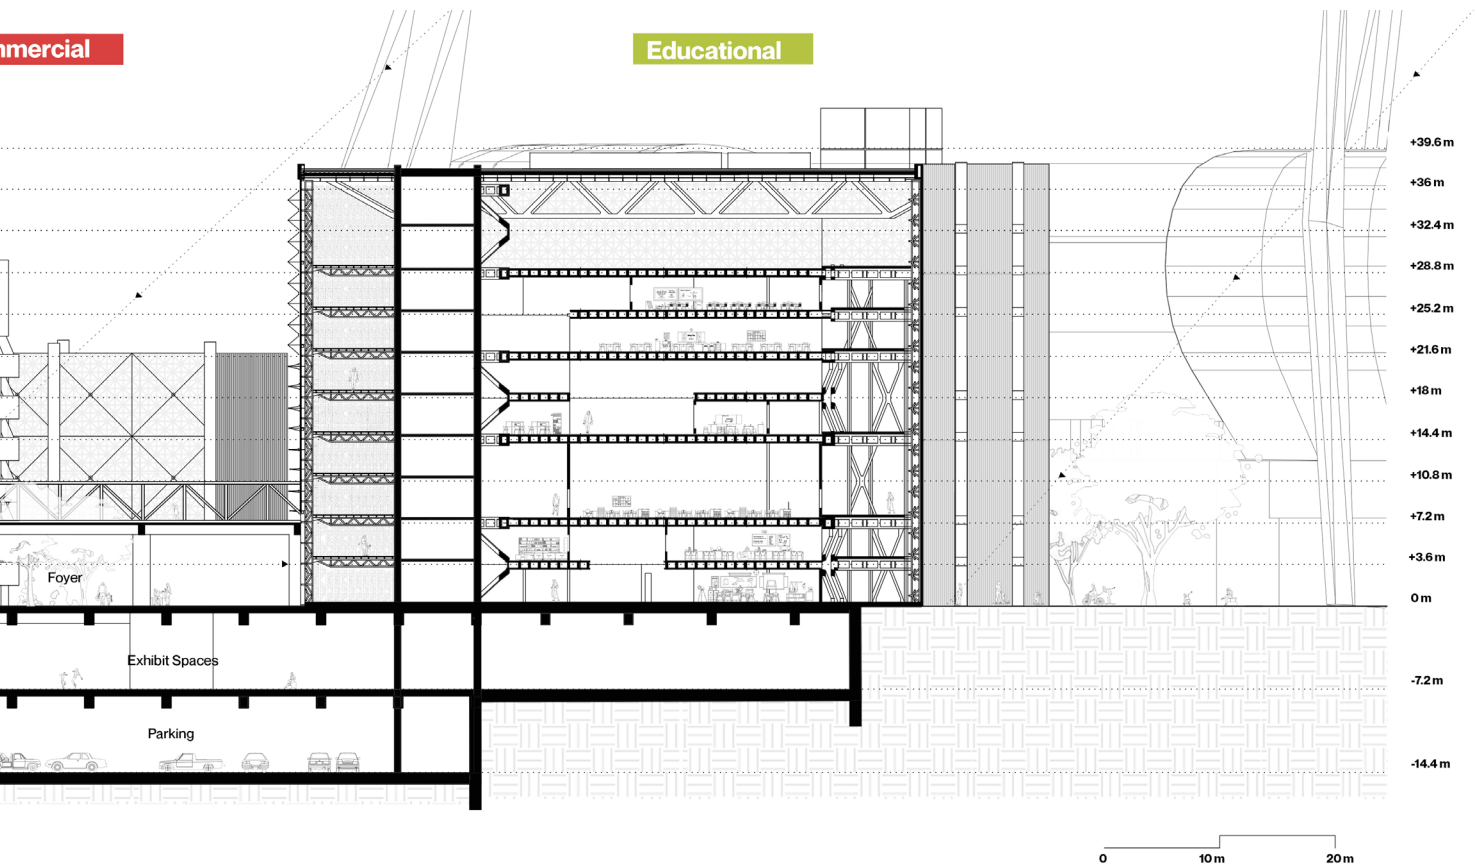 mmercial
Educational
+39.6 m
+36 m
+32.4 m
+28.8 m
+25.2 m
+21.6 m
+18 m
+14.4 m
+10.8 m
+7.2 m
+3.6 m
Foyer
0 m
Exhibit Spaces
-7.2 m
Parking
-14.4 m
0 10 m 20 m